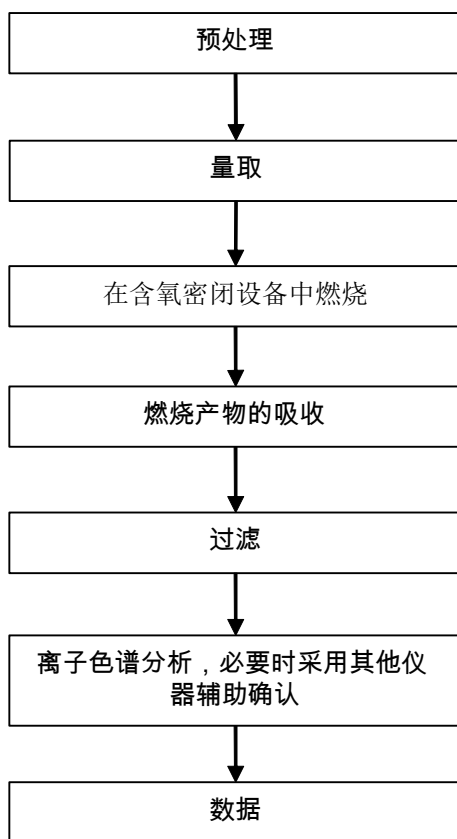 预处理
量取
在含氧密闭设备中燃烧
燃烧产物的吸收
过滤
离子色谱分析，必要时采用其他仪
器辅助确认
数据